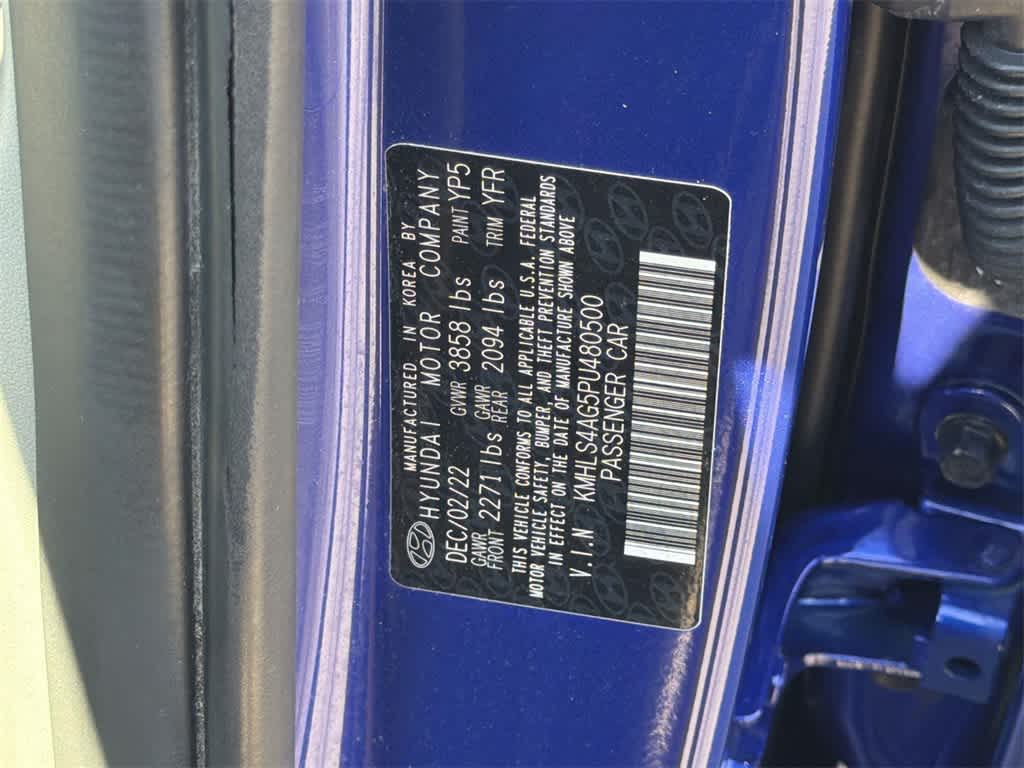 MANUFACTURED IN KOREA BY
HYUNDAI MOTOR COMPANY
DEC/02/22 GVWR 3858 lbs PAINT YP5
GAWR FRONT 2271 lbs GAWR REAR 2094 lbs TRIM YFR
THIS VEHICLE CONFORMS TO ALL APPLICABLE U.S.A. FEDERAL
MOTOR VEHICLE SAFETY, BUMPER, AND THEFT PREVENTION STANDARDS
IN EFFECT ON THE DATE OF MANUFACTURE SHOWN ABOVE
V.I.N KMHLS4AG5PU480500
PASSENGER CAR